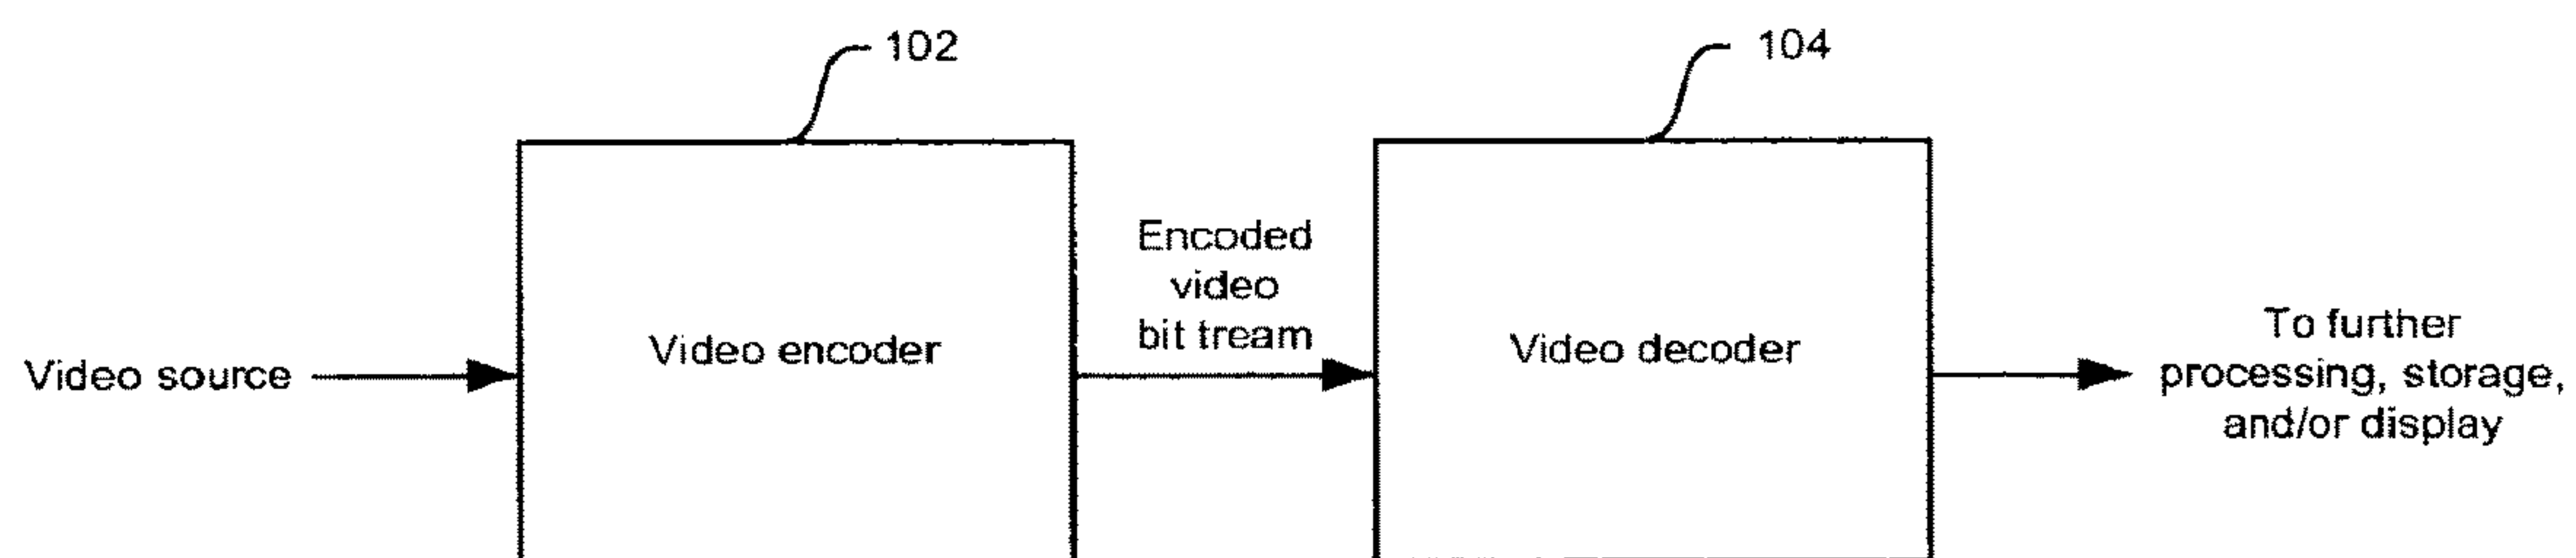 102
104
Video source
Video encoder
Encoded
video
bit tream
Video decoder
To further
processing, storage,
and/or display